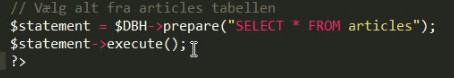 // Vælg alt fra articles tabellen
$statement = $DBH->prepare("SELECT * FROM articles");
$statement->execute();
?>